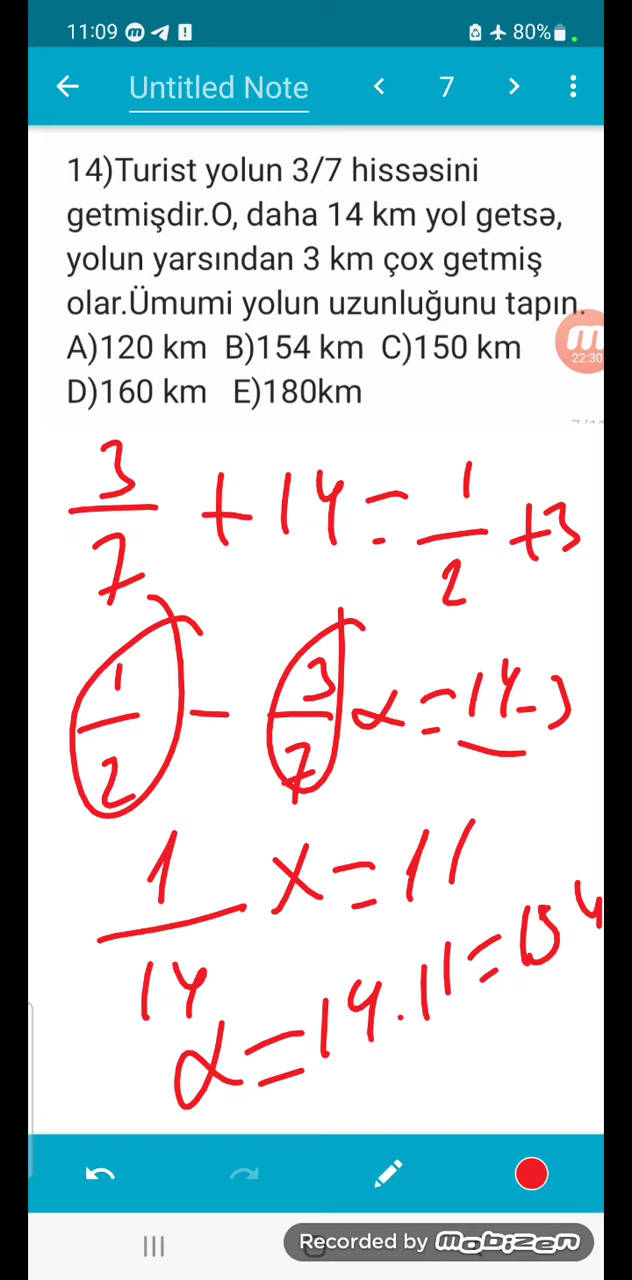 11:09 80%
Untitled Note < 7 >
14)Turist yolun 3/7 hissəsini
getmişdir.O, daha 14 km yol getsə,
yolun yarsından 3 km çox getmiş
olar.Ümumi yolun uzunluğunu tapın.
A)120 km B)154 km C)150 km
D)160 km E)180km
22:30
3/7 + 14 = 1/2 + 3
1/2 - 3/7 x = 14 - 3
1/14 x = 11
x = 14 . 11 = 154
Recorded by mobizen